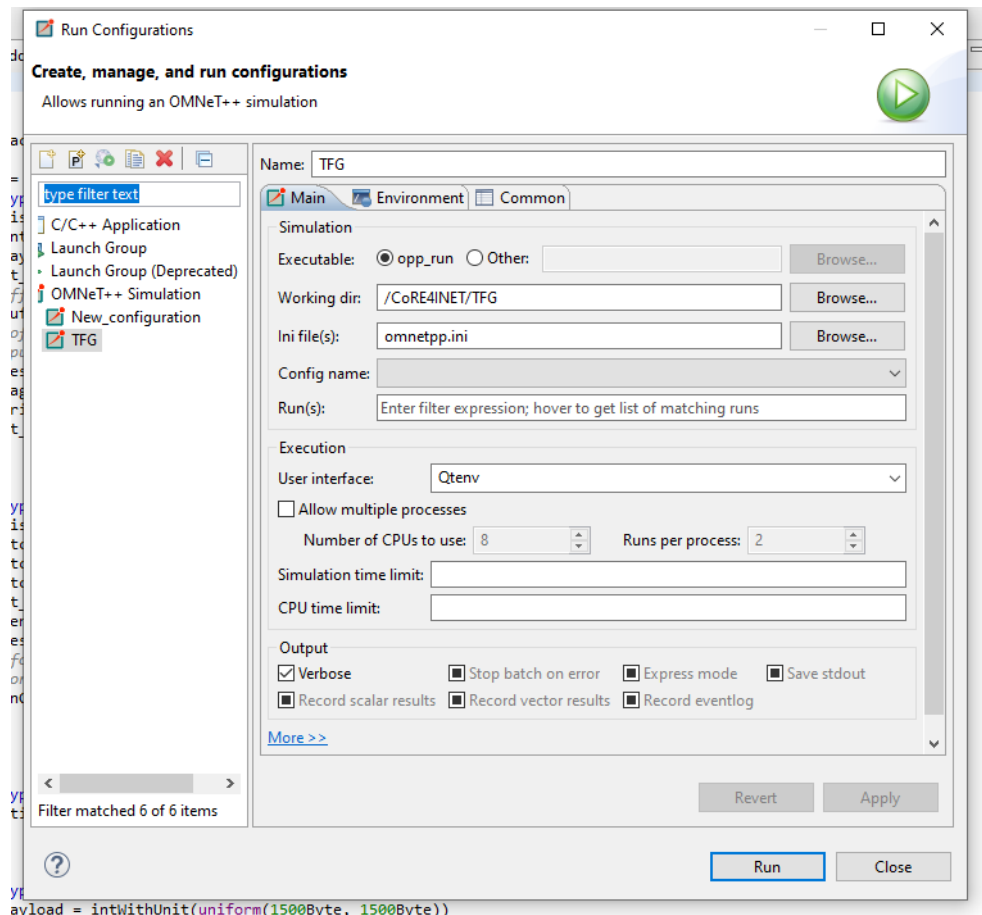 Run Configurations
Create, manage, and run configurations
Allows running an OMNeT++ simulation
type filter text
C/C++ Application
Launch Group
Launch Group (Deprecated)
OMNeT++ Simulation
New_configuration
TFG
Filter matched 6 of 6 items
Name: TFG
Main Environment Common
Simulation
Executable: opp_run Other: Browse...
Working dir: /CoRE4INET/TFG Browse...
Ini file(s): omnetpp.ini Browse...
Config name:
Run(s): Enter filter expression; hover to get list of matching runs
Execution
User interface: Qtenv
Allow multiple processes
Number of CPUs to use: 8 Runs per process: 2
Simulation time limit:
CPU time limit:
Output
Verbose Stop batch on error Express mode Save stdout
Record scalar results Record vector results Record eventlog
More >>
Revert Apply
Run Close
ayload = intWithUnit(uniform(1500Byte, 1500Byte))